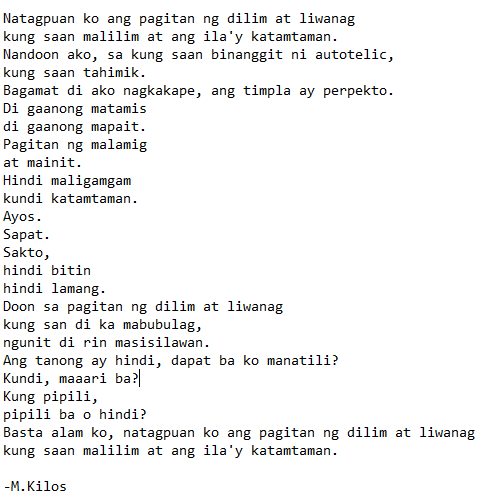 Natagpuan ko ang pagitan ng dilim at liwanag
kung saan malilim at ang ila'y katamtaman.
Nandoon ako, sa kung saan binanggit ni autotelic,
kung saan tahimik.
Bagamat di ako nagkakape, ang timpla ay perpekto.
Di gaanong matamis
di gaanong mapait.
Pagitan ng malamig
at mainit.
Hindi maligamgam
kundi katamtaman.
Ayos.
Sapat.
Sakto,
hindi bitin
hindi lamang.
Doon sa pagitan ng dilim at liwanag
kung san di ka mabubulag,
ngunit di rin masisilawan.
Ang tanong ay hindi, dapat ba ko manatili?
Kundi, maaari ba?
Kung pipili,
pipili ba o hindi?
Basta alam ko, natagpuan ko ang pagitan ng dilim at liwanag
kung saan malilim at ang ila'y katamtaman.
-M.Kilos